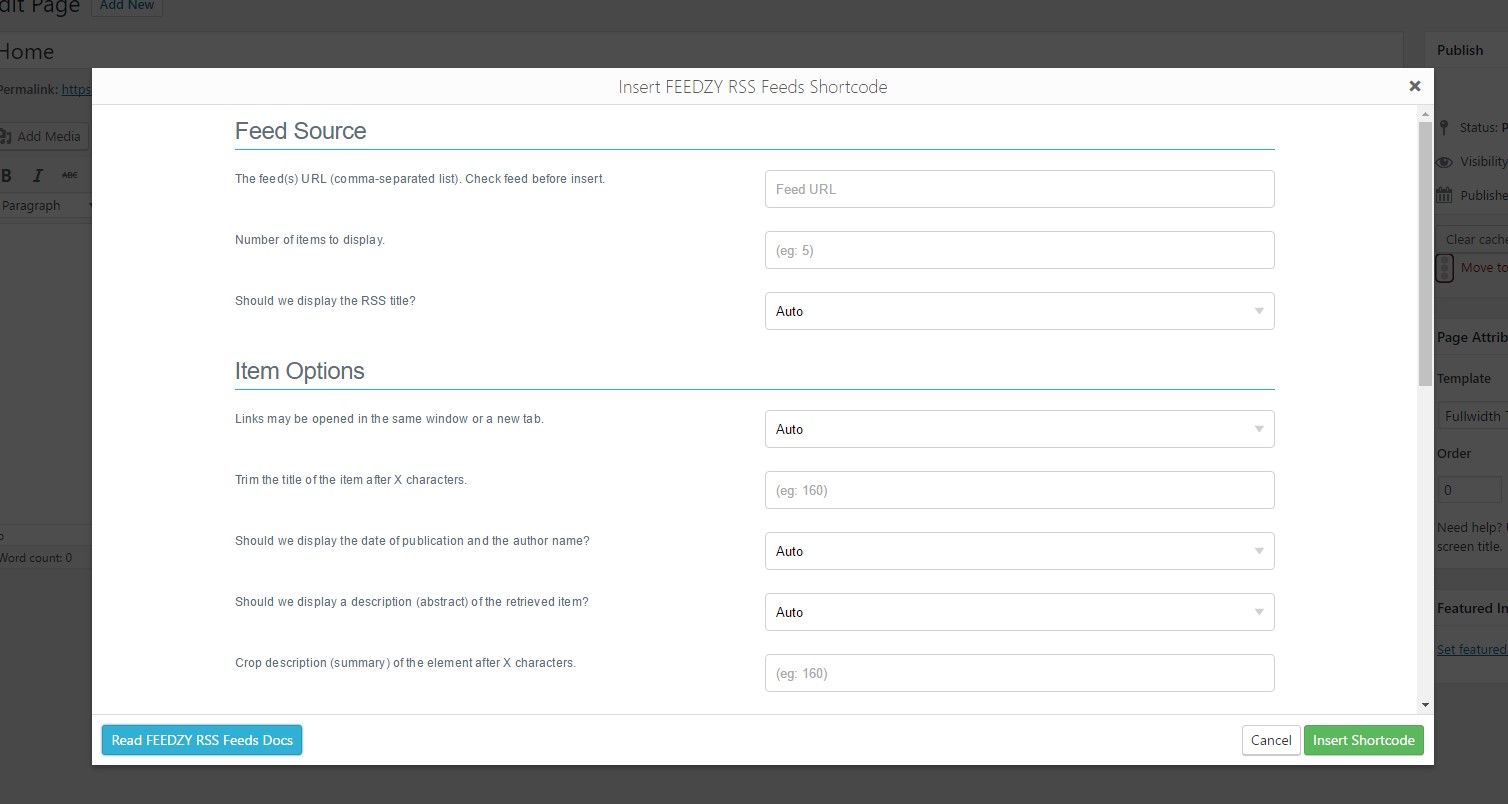 Page
Add New
Home
Permalink: https
Add Media
B I ABC
Paragraph
Word count: 0
Insert FEEDZY RSS Feeds Shortcode
Feed Source
The feed(s) URL (comma-separated list). Check feed before insert.
Feed URL
Number of items to display.
(eg: 5)
Should we display the RSS title?
Auto
Item Options
Links may be opened in the same window or a new tab.
Auto
Trim the title of the item after X characters.
(eg: 160)
Should we display the date of publication and the author name?
Auto
Should we display a description (abstract) of the retrieved item?
Auto
Crop description (summary) of the element after X characters.
(eg: 160)
Read FEEDZY RSS Feeds Docs
Cancel
Insert Shortcode
Publish
Status: P
Visibility
Publishe
Clear cache
Move to
Page Attrib
Template
Fullwidth T
Order
0
Need help?
screen title.
Featured In
Set featured